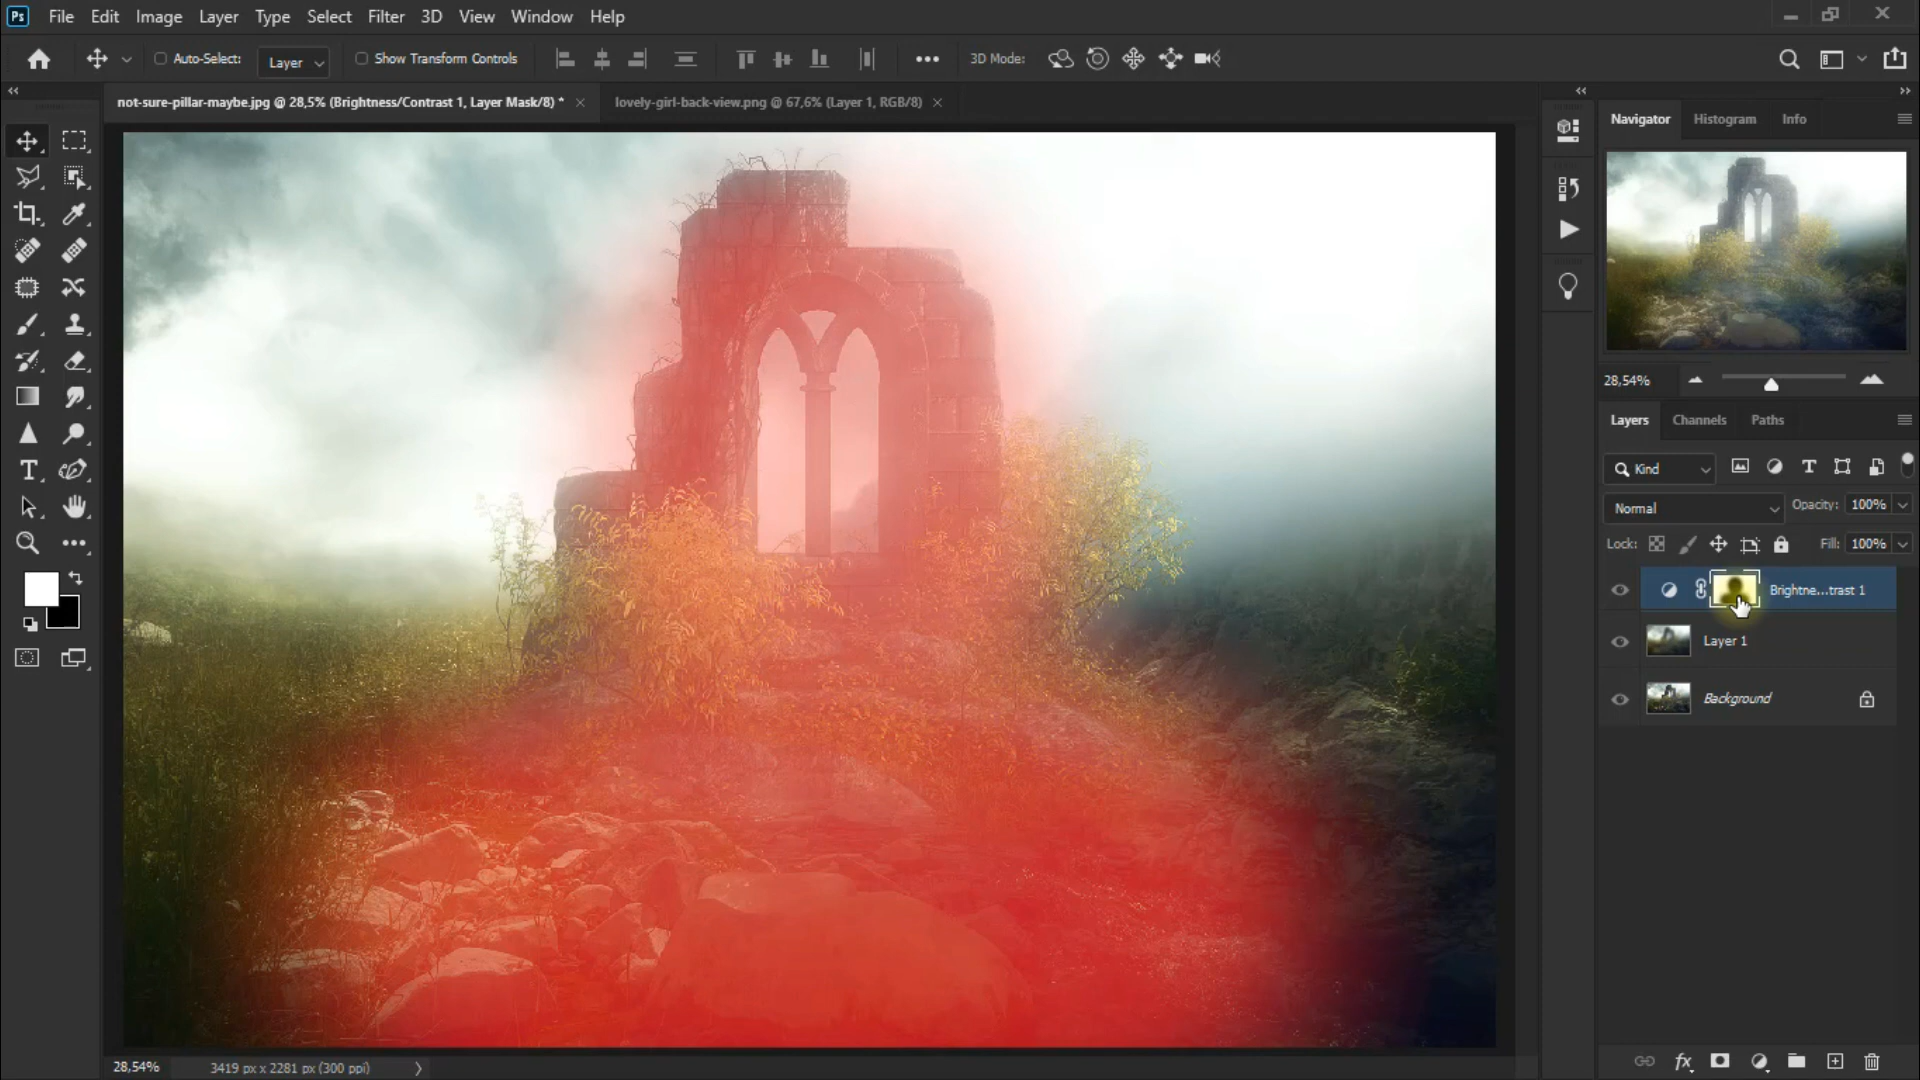 Ps File Edit Image Layer Type Select Filter 3D View Window Help
Auto-Select: Layer Show Transform Controls 3D Mode:
not-sure-pillar-maybe.jpg @ 28,5% (Brightness/Contrast 1, Layer Mask/8) * lovely-girl-back-view.png @ 67,6% (Layer 1, RGB/8)
Navigator Histogram Info
28,54%
Layers Channels Paths
Kind
Normal Opacity: 100%
Lock: Fill: 100%
Brightne...trast 1
Layer 1
Background
28,54% 3419 px x 2281 px (300 ppi)